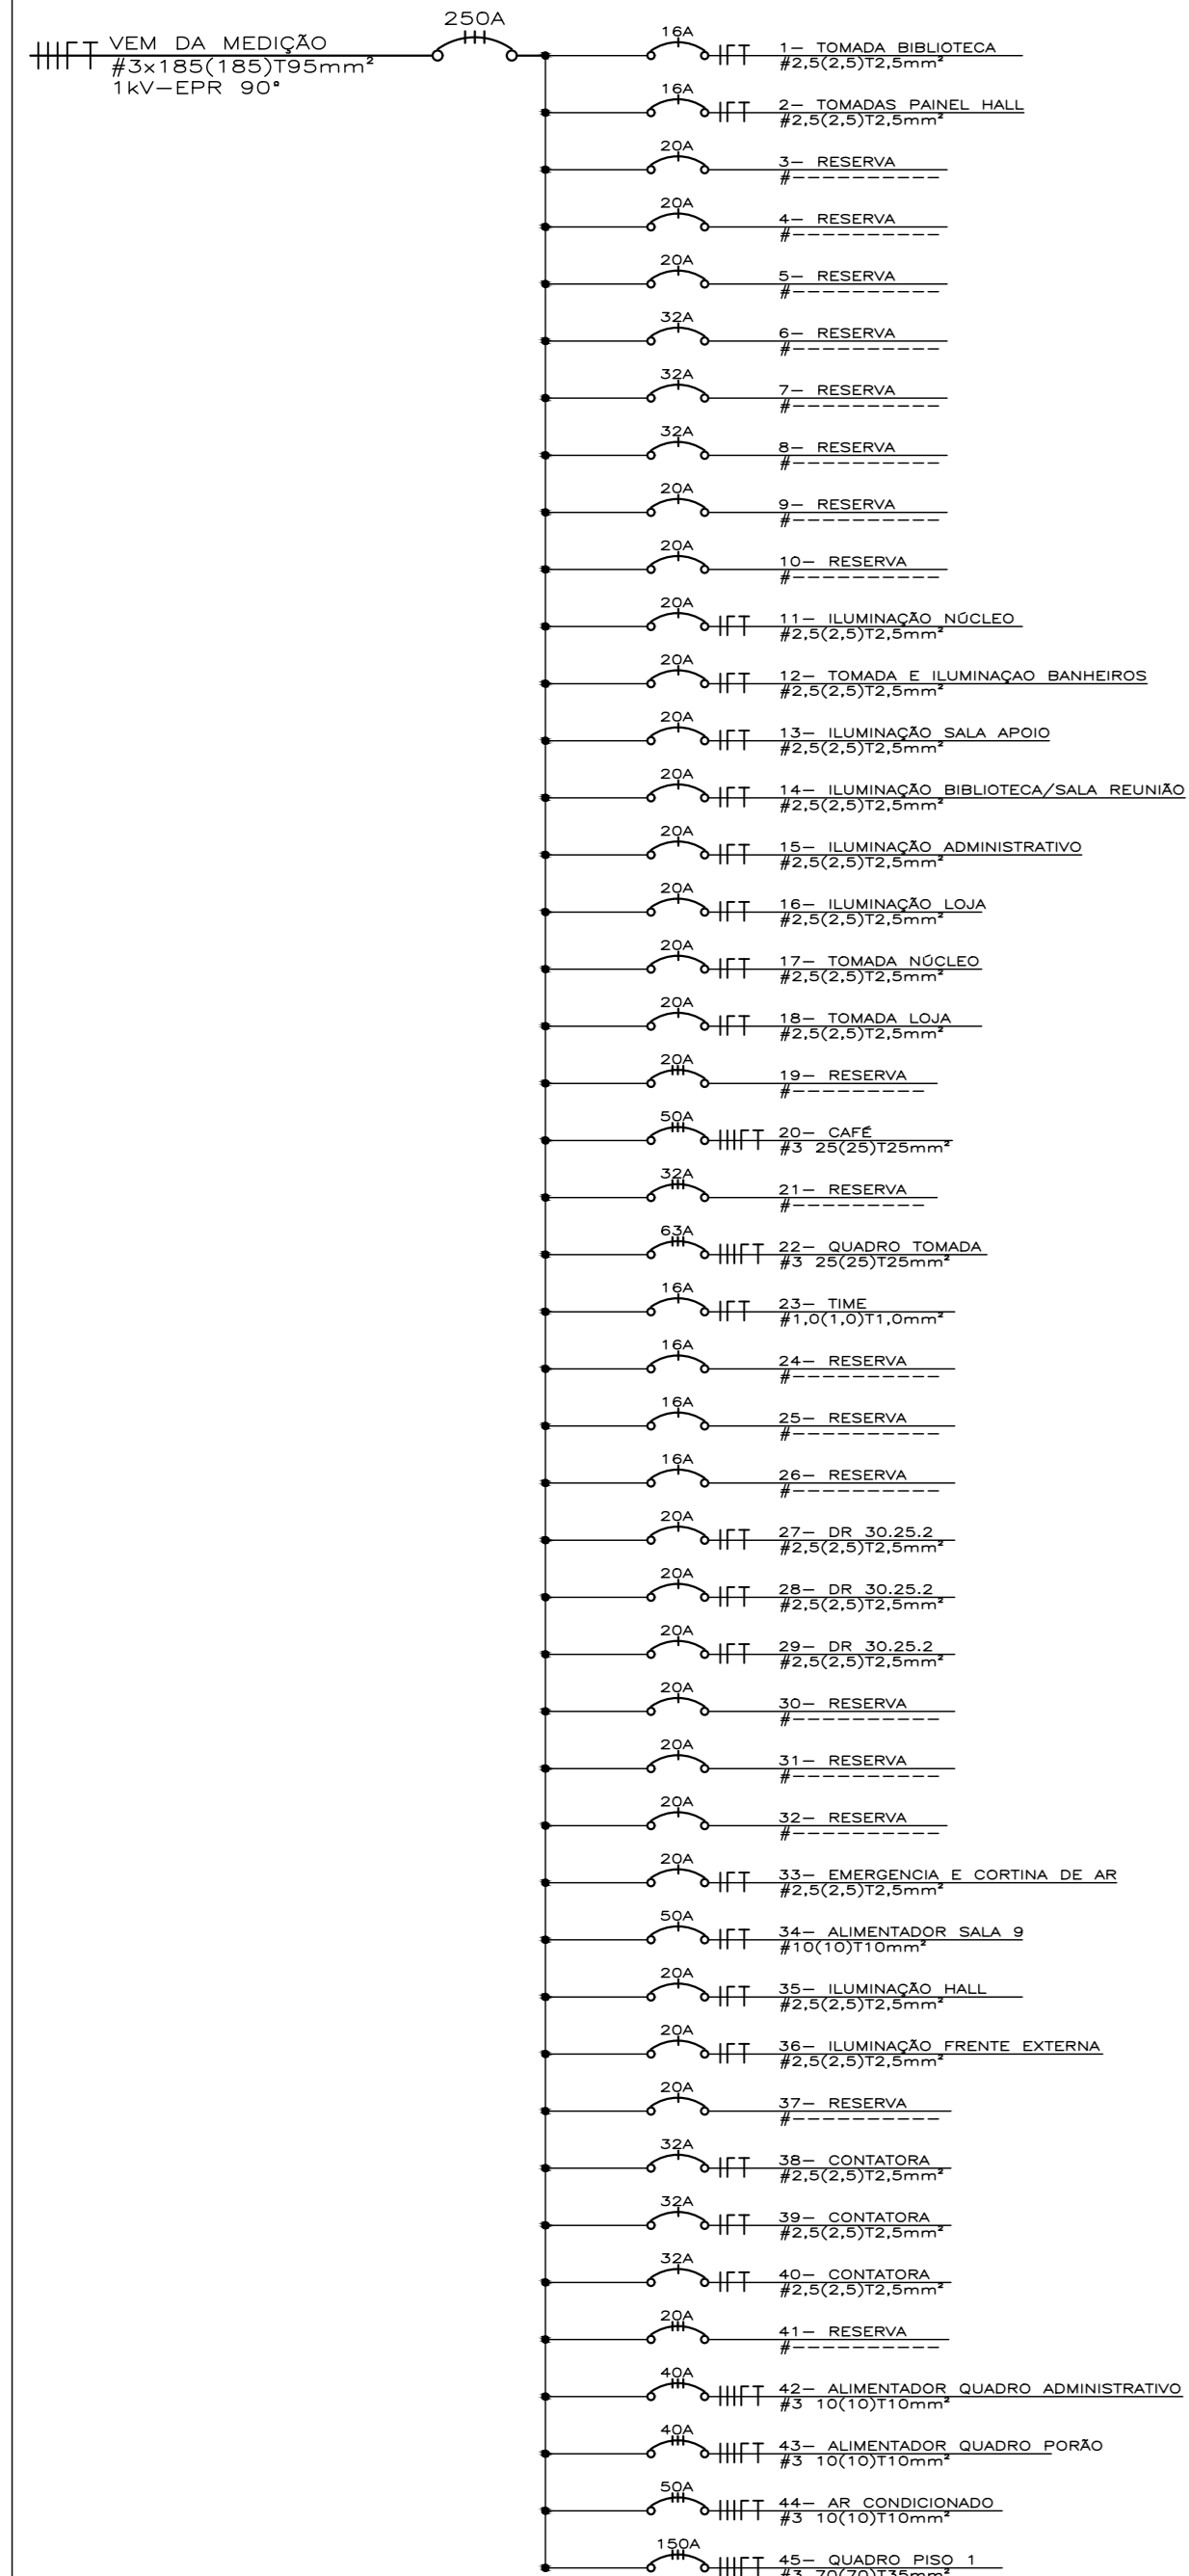 250A
VEM DA MEDIÇÃO
#3x185(185)T95mm²
1kV-EPR 90°
16A
1- TOMADA BIBLIOTECA
#2,5(2,5)T2,5mm²
16A
2- TOMADAS PAINEL HALL
#2,5(2,5)T2,5mm²
20A
3- RESERVA
#----------
20A
4- RESERVA
#----------
20A
5- RESERVA
#----------
32A
6- RESERVA
#----------
32A
7- RESERVA
#----------
32A
8- RESERVA
#----------
20A
9- RESERVA
#----------
20A
10- RESERVA
#----------
20A
11- ILUMINAÇÃO NÚCLEO
#2,5(2,5)T2,5mm²
20A
12- TOMADA E ILUMINAÇAO BANHEIROS
#2,5(2,5)T2,5mm²
20A
13- ILUMINAÇÃO SALA APOIO
#2,5(2,5)T2,5mm²
20A
14- ILUMINAÇÃO BIBLIOTECA/SALA REUNIÃO
#2,5(2,5)T2,5mm²
20A
15- ILUMINAÇÃO ADMINISTRATIVO
#2,5(2,5)T2,5mm²
20A
16- ILUMINAÇÃO LOJA
#2,5(2,5)T2,5mm²
20A
17- TOMADA NÚCLEO
#2,5(2,5)T2,5mm²
20A
18- TOMADA LOJA
#2,5(2,5)T2,5mm²
20A
19- RESERVA
#---------
50A
20- CAFÉ
#3 25(25)T25mm²
32A
21- RESERVA
#---------
63A
22- QUADRO TOMADA
#3 25(25)T25mm²
16A
23- TIME
#1,0(1,0)T1,0mm²
16A
24- RESERVA
#----------
16A
25- RESERVA
#----------
16A
26- RESERVA
#----------
20A
27- DR 30.25.2
#2,5(2,5)T2,5mm²
20A
28- DR 30.25.2
#2,5(2,5)T2,5mm²
20A
29- DR 30.25.2
#2,5(2,5)T2,5mm²
20A
30- RESERVA
#----------
20A
31- RESERVA
#----------
20A
32- RESERVA
#----------
20A
33- EMERGENCIA E CORTINA DE AR
#2,5(2,5)T2,5mm²
50A
34- ALIMENTADOR SALA 9
#10(10)T10mm²
20A
35- ILUMINAÇÃO HALL
#2,5(2,5)T2,5mm²
20A
36- ILUMINAÇÃO FRENTE EXTERNA
#2,5(2,5)T2,5mm²
20A
37- RESERVA
#----------
32A
38- CONTATORA
#2,5(2,5)T2,5mm²
32A
39- CONTATORA
#2,5(2,5)T2,5mm²
32A
40- CONTATORA
#2,5(2,5)T2,5mm²
20A
41- RESERVA
#----------
40A
42- ALIMENTADOR QUADRO ADMINISTRATIVO
#3 10(10)T10mm²
40A
43- ALIMENTADOR QUADRO PORÃO
#3 10(10)T10mm²
50A
44- AR CONDICIONADO
#3 10(10)T10mm²
150A
45- QUADRO PISO 1
#3 70(70)T35mm²